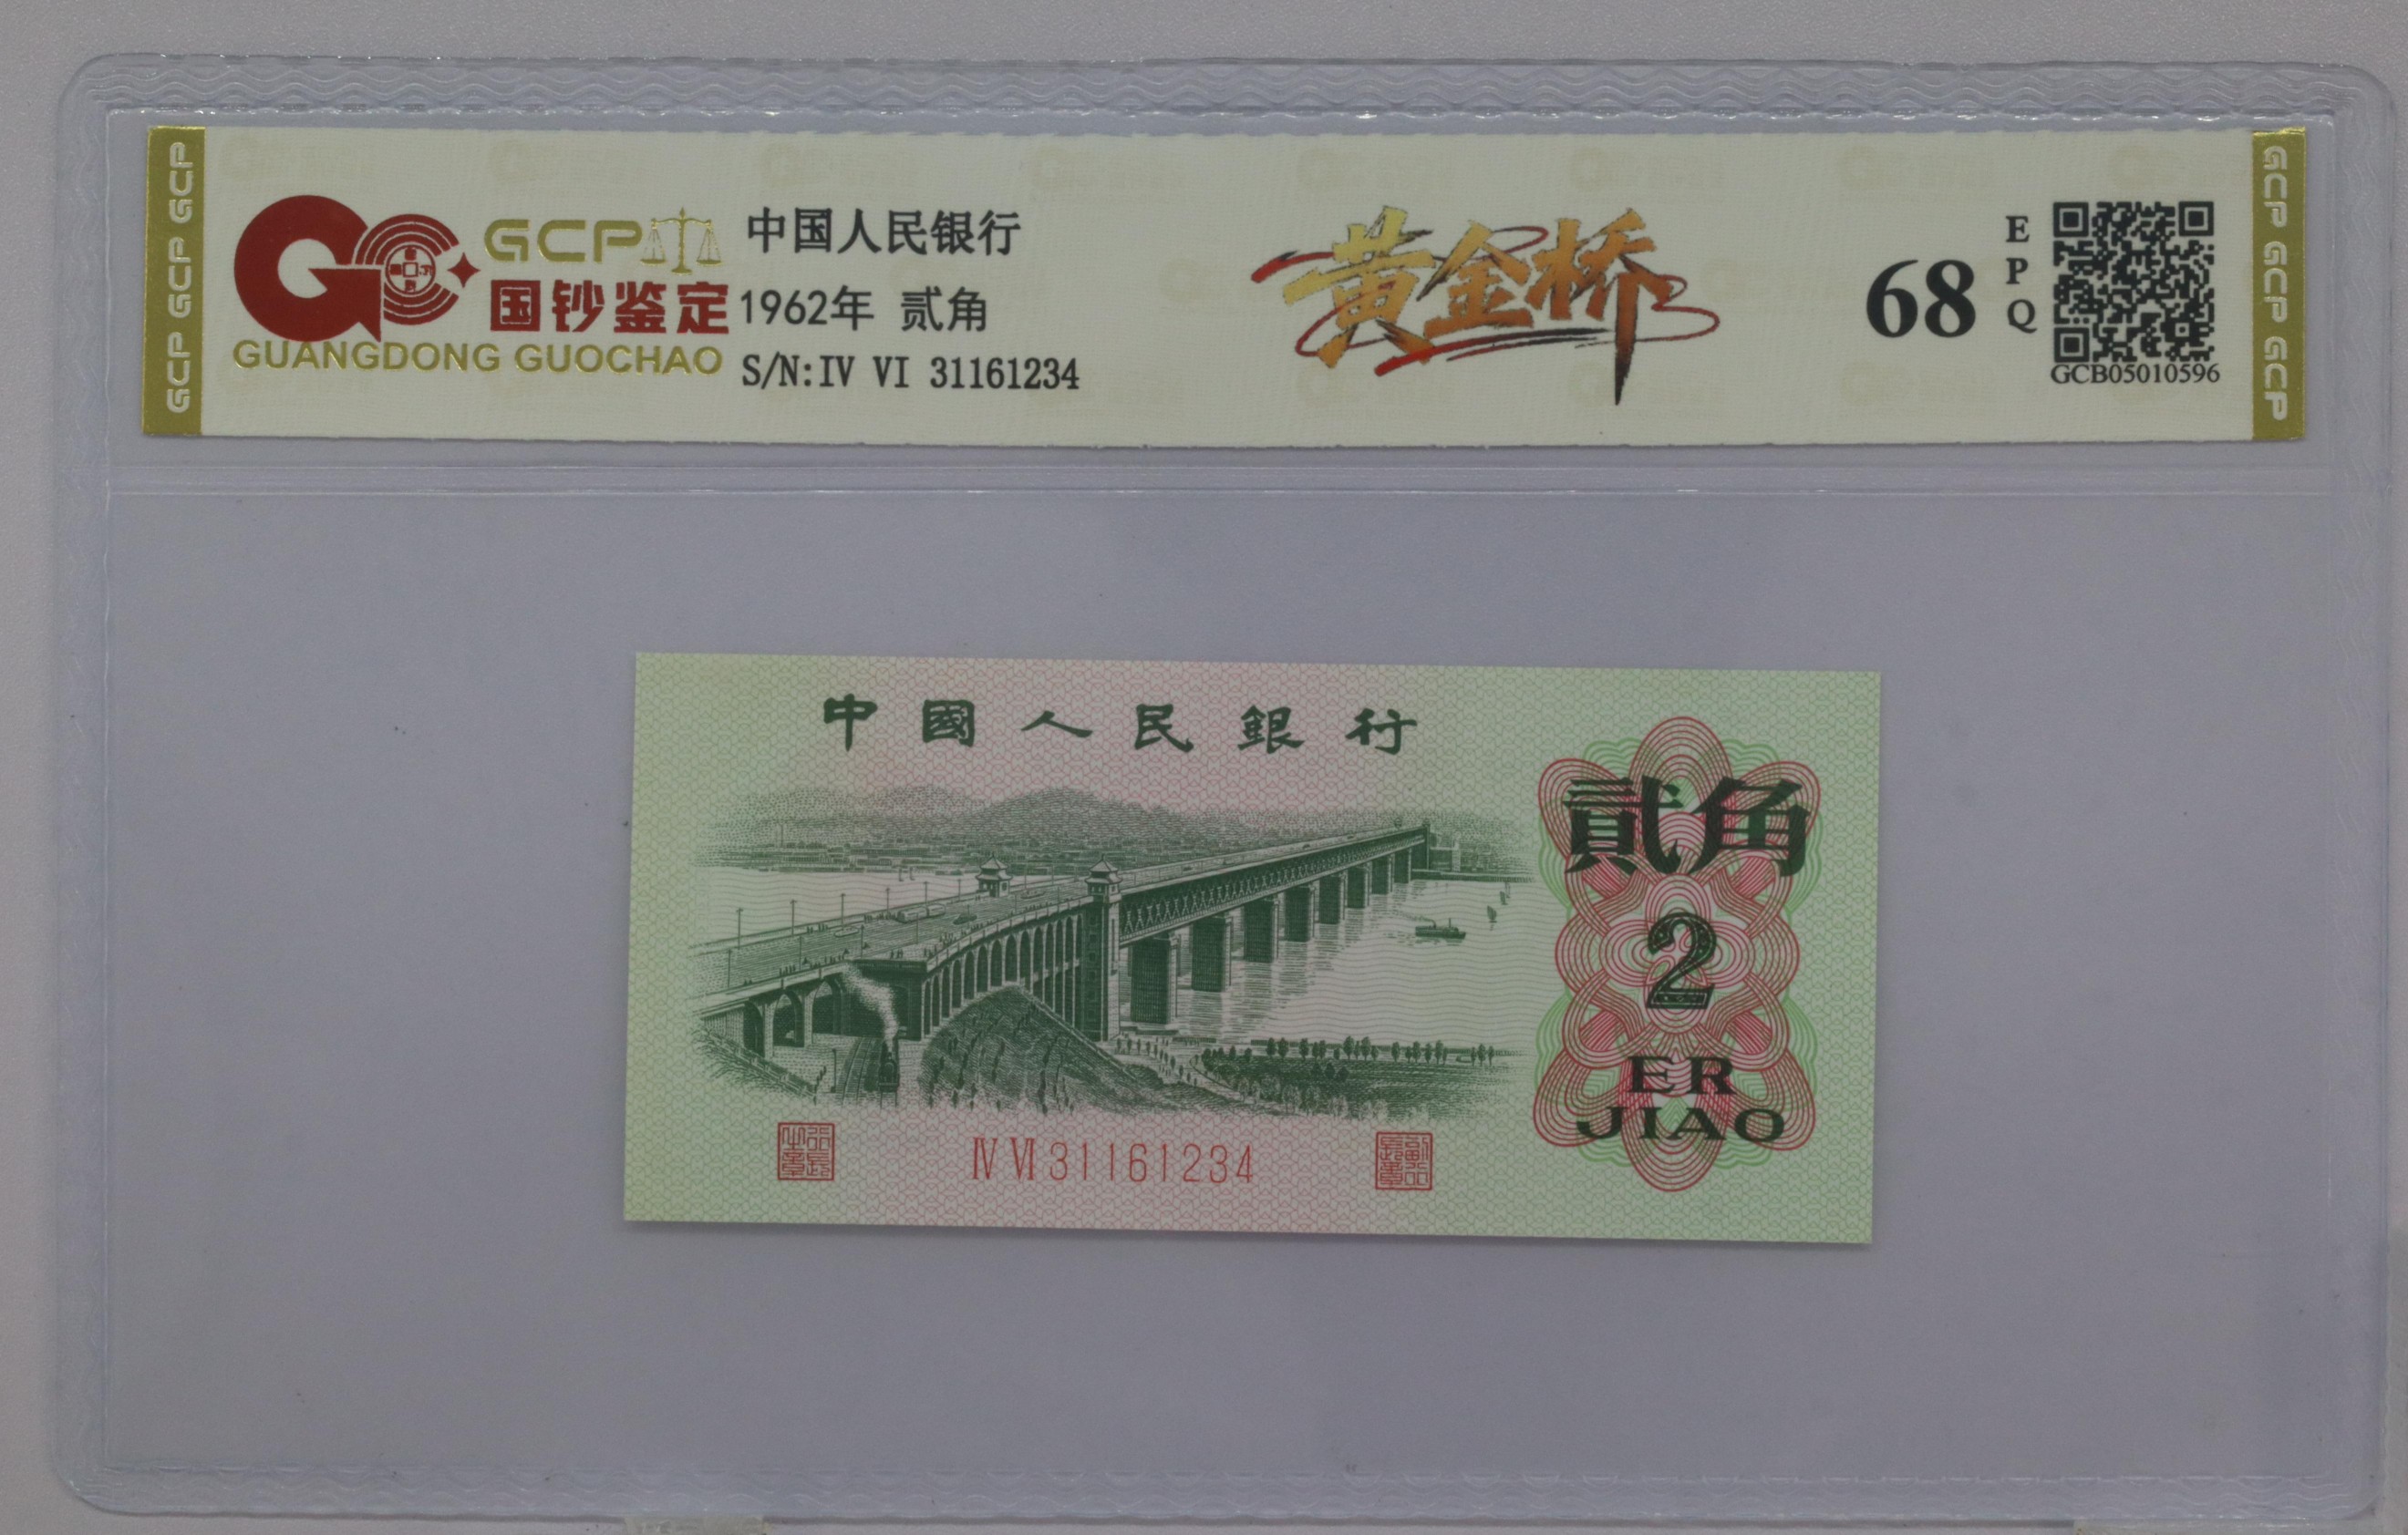 GCP GCP GCP
GCP
国钞鉴定
GUANGDONG GUOCHAO
中国人民银行
1962年 贰角
S/N:IV VI 31161234
黄金桥
68
EPQ
GCB05010596
GCP GCP GCP
中國人民銀行
貳角
2
ER
JIAO
Ⅳ Ⅵ 31161234